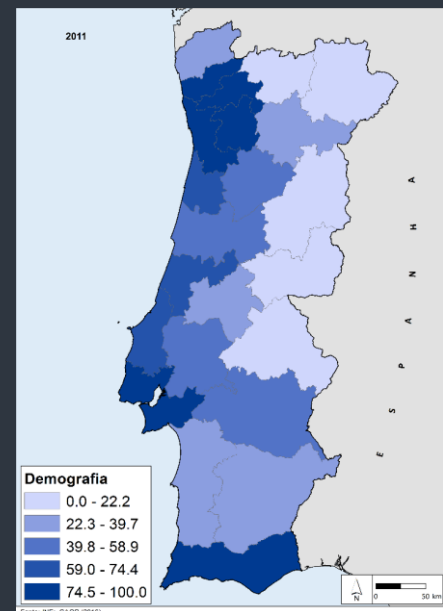 2011
ESPANHA
Demografia
0.0 - 22.2
22.3 - 39.7
39.8 - 58.9
59.0 - 74.4
74.5 - 100.0
N
0 50 km